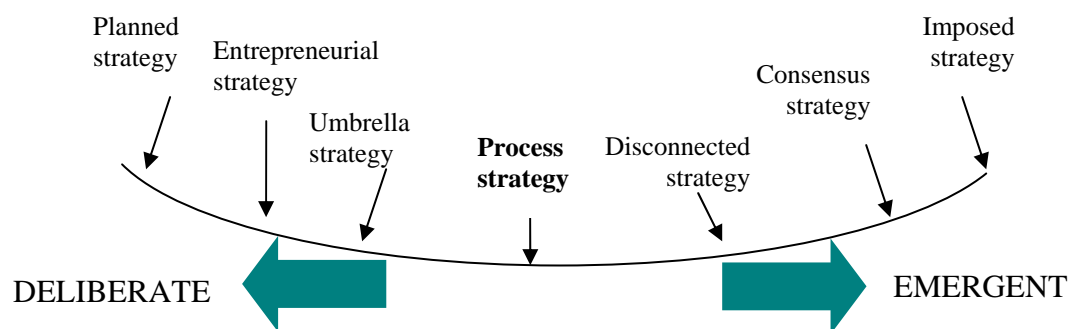 Planned
strategy
Entrepreneurial
strategy
Umbrella
strategy
Process
strategy
Disconnected
strategy
Consensus
strategy
Imposed
strategy
DELIBERATE
EMERGENT